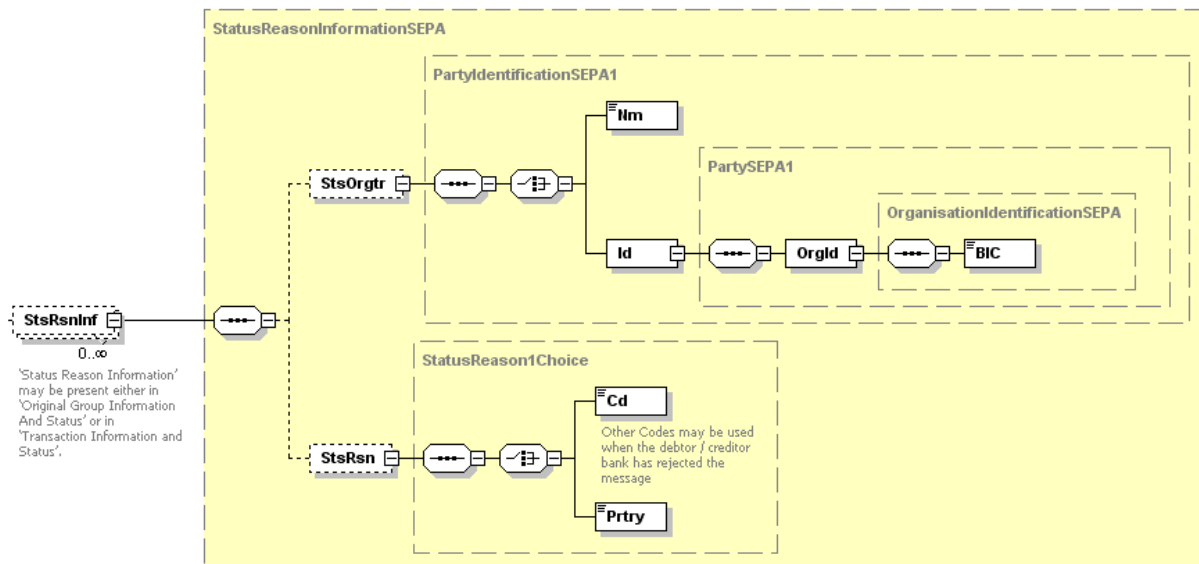 StatusReasonInformationSEPA
PartyIdentificationSEPA1
Nm
PartySEPA1
StsOrgtr
OrganisationIdentificationSEPA
Id
OrgId
BIC
StsRsnInf
0..∞
'Status Reason Information'
may be present either in
'Original Group Information
And Status' or in
'Transaction Information and
Status'.
StatusReason1Choice
Cd
Other Codes may be used
when the debtor / creditor
bank has rejected the
message
StsRsn
Prtry